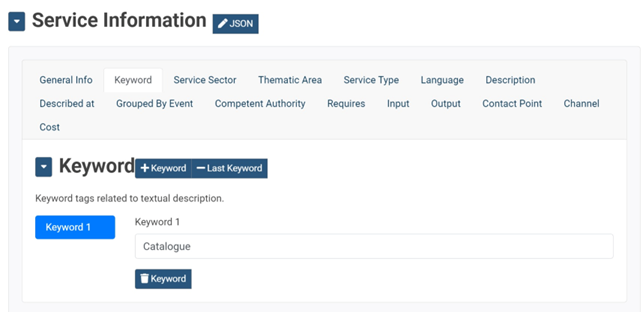 Service Information JSON
General Info Keyword Service Sector Thematic Area Service Type Language Description
Described at Grouped By Event Competent Authority Requires Input Output Contact Point Channel
Cost
Keyword Keyword Last Keyword
Keyword tags related to textual description.
Keyword 1 Keyword 1
Catalogue
Keyword